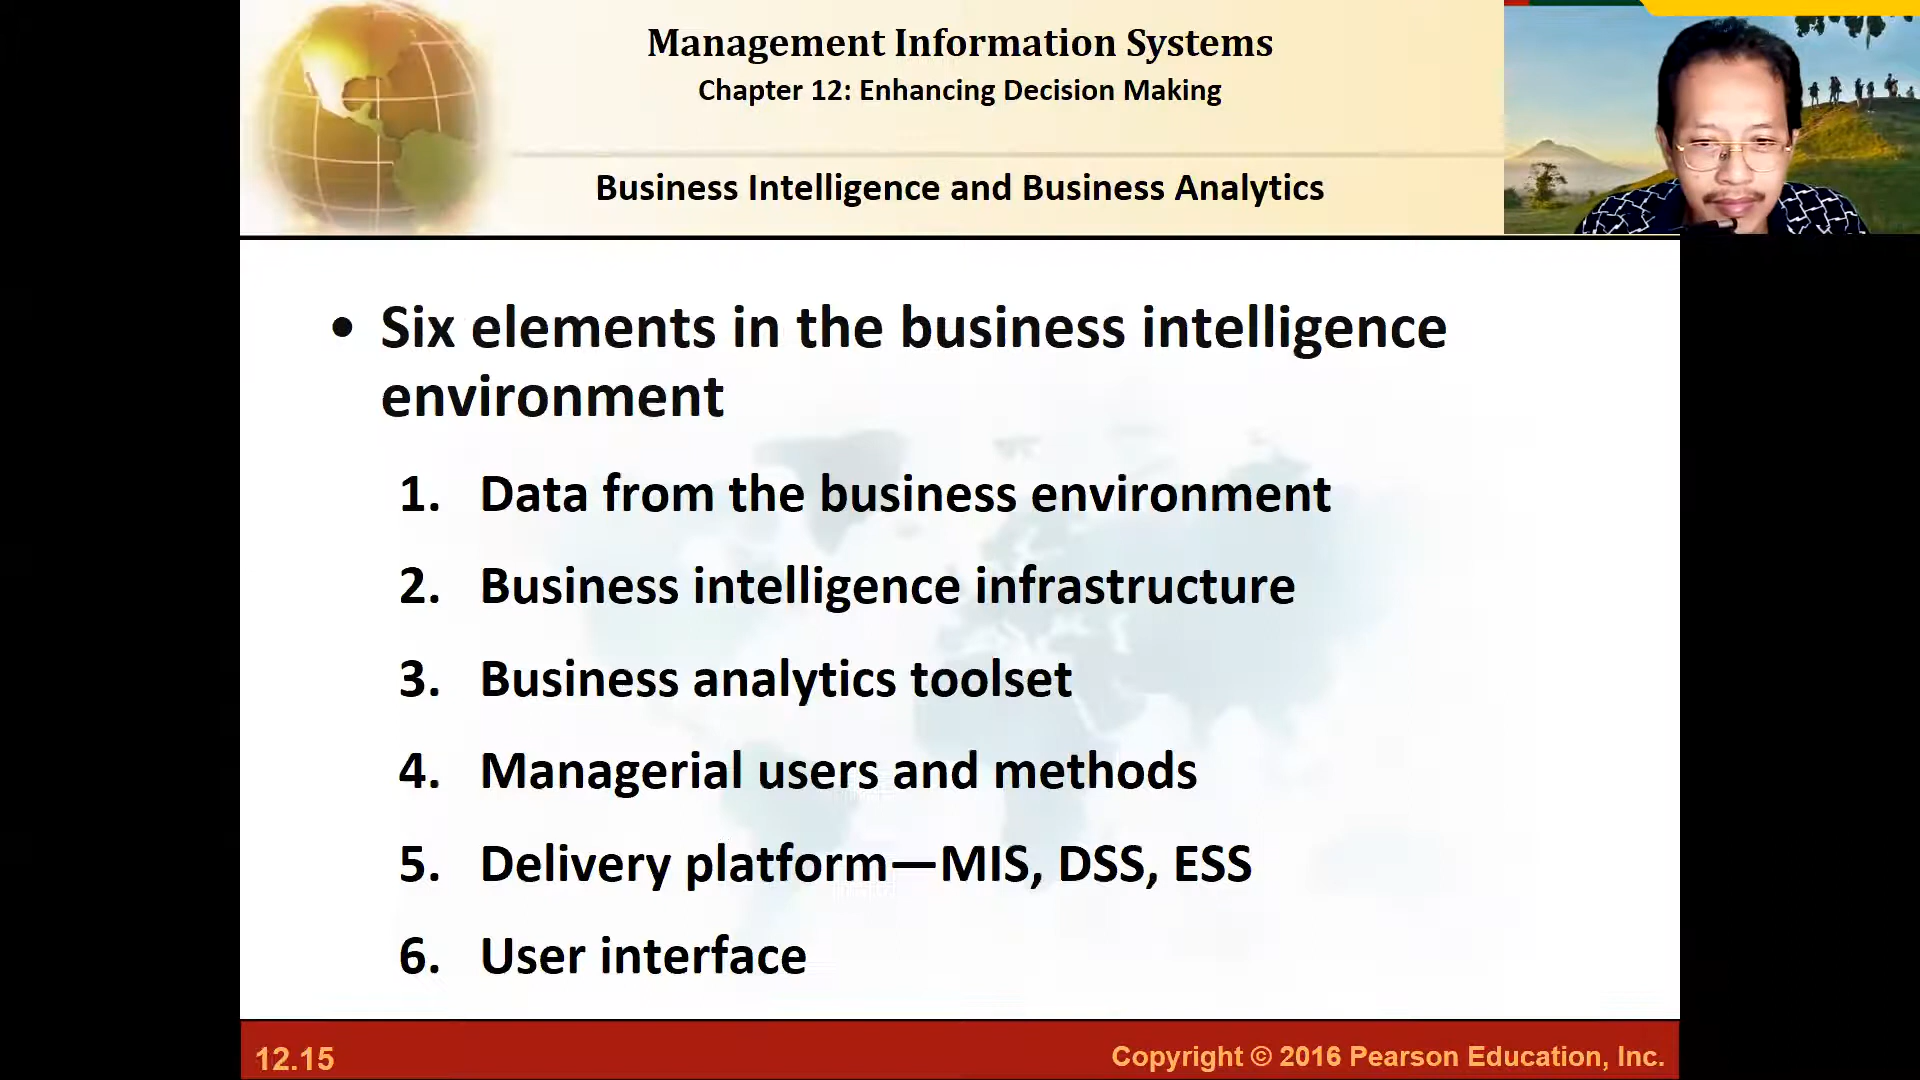 Management Information Systems
Chapter 12: Enhancing Decision Making
Business Intelligence and Business Analytics
• Six elements in the business intelligence
environment
1. Data from the business environment
2. Business intelligence infrastructure
3. Business analytics toolset
4. Managerial users and methods
5. Delivery platform—MIS, DSS, ESS
6. User interface
12.15
Copyright © 2016 Pearson Education, Inc.